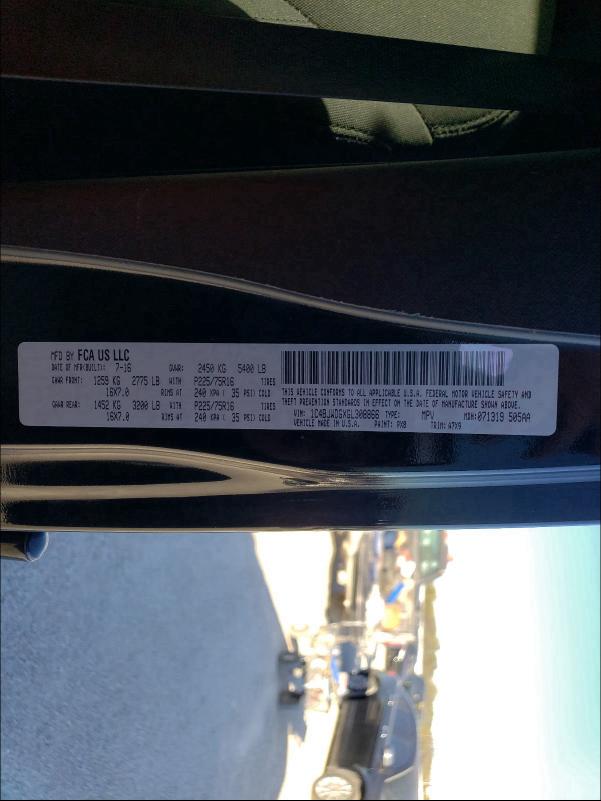 MFD BY FCA US LLC
DATE OF MFR(BUILT): 7-16 GVWR: 2450 KG 5400 LB
GAWR FRONT: 1259 KG 2775 LB WITH P225/75R16 TIRES
16X7.0 RIMS AT 240 KPA ( 35 PSI) COLD
GAWR REAR: 1452 KG 3200 LB WITH P225/75R16 TIRES
16X7.0 RIMS AT 240 KPA ( 35 PSI) COLD
THIS VEHICLE CONFORMS TO ALL APPLICABLE U.S.A. FEDERAL MOTOR VEHICLE SAFETY AND
THEFT PREVENTION STANDARDS IN EFFECT ON THE DATE OF MANUFACTURE SHOWN ABOVE.
VIN: TYPE: MPV MDH:071319 505AA
VEHICLE MADE IN U.S.A. PAINT: PX8 TRIM: A7X9